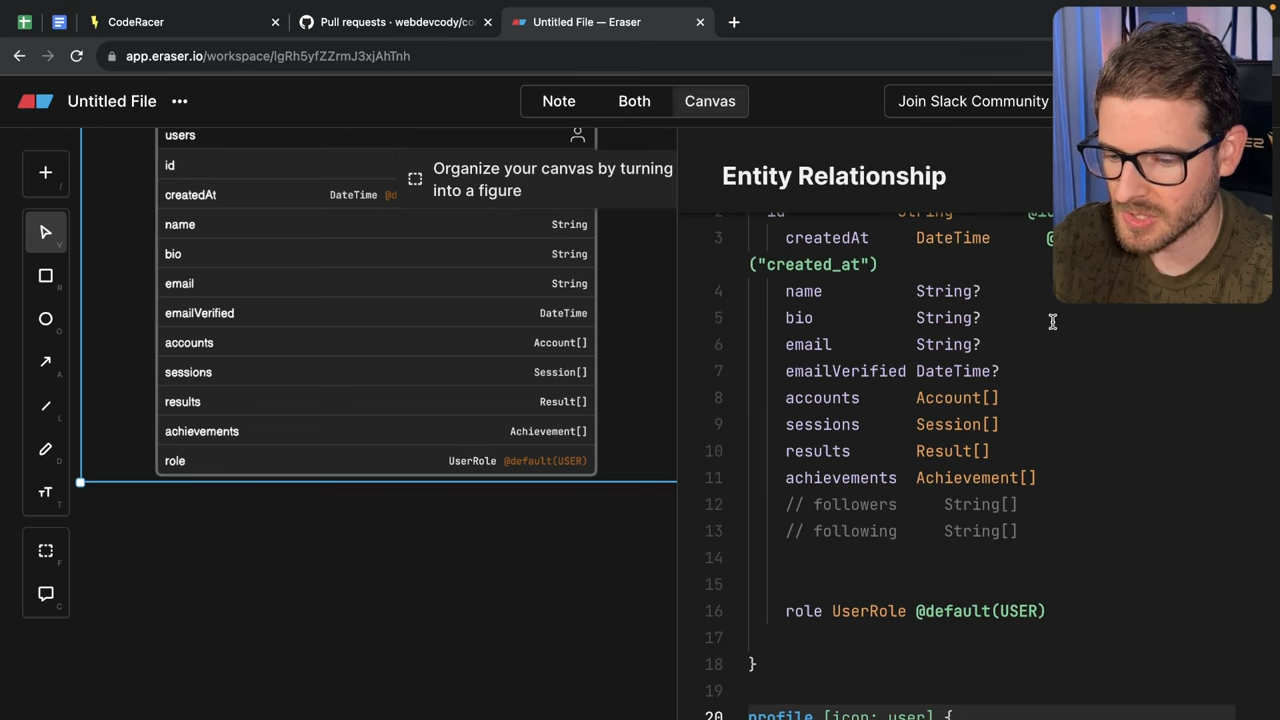 CodeRacer
Pull requests · webdevcody/co
Untitled File — Eraser
app.eraser.io/workspace/lgRh5yfZZrmJ3xjAhTnh
Untitled File
Note
Both
Canvas
Join Slack Community
users
id
createdAt DateTime @d
name String
bio String
email String
emailVerified DateTime
accounts Account[]
sessions Session[]
results Result[]
achievements Achievement[]
role UserRole @default(USER)
Organize your canvas by turning
into a figure
/
V
R
O
A
L
D
T
F
C
Entity Relationship
2 id String
3 createdAt DateTime @
("created_at")
4 name String?
5 bio String?
6 email String?
7 emailVerified DateTime?
8 accounts Account[]
9 sessions Session[]
10 results Result[]
11 achievements Achievement[]
12 // followers String[]
13 // following String[]
14
15
16 role UserRole @default(USER)
17
18 }
19
20 profile [icon: user] {